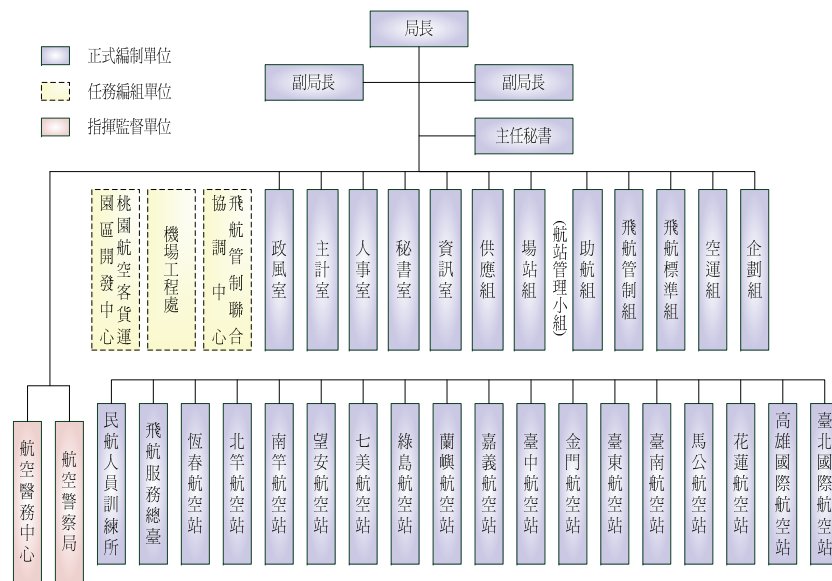 局長
正式編制單位
任務編組單位
指揮監督單位
副局長
副局長
主任秘書
桃園航空客貨運
園區開發中心
機場工程處
飛航管制聯合
協調中心
政風室
主計室
人事室
秘書室
資訊室
供應組
場站組
(航站管理小組)
助航組
飛航管制組
飛航標準組
空運組
企劃組
航空醫務中心
航空警察局
民航人員訓練所
飛航服務總臺
恆春航空站
北竿航空站
南竿航空站
望安航空站
七美航空站
綠島航空站
蘭嶼航空站
嘉義航空站
臺中航空站
金門航空站
臺東航空站
臺南航空站
馬公航空站
花蓮航空站
高雄國際航空站
臺北國際航空站